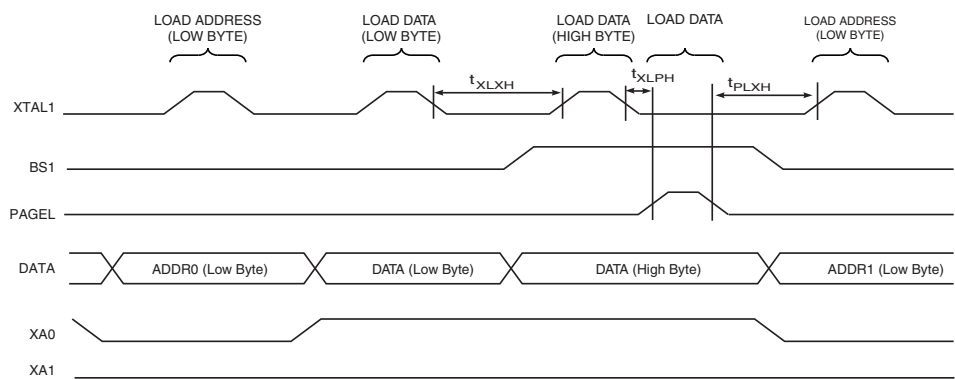 LOAD ADDRESS
(LOW BYTE)
LOAD DATA
(LOW BYTE)
LOAD DATA
(HIGH BYTE)
LOAD DATA
LOAD ADDRESS
(LOW BYTE)
tXLXH
tXLPH
tPLXH
XTAL1
BS1
PAGEL
DATA
ADDR0 (Low Byte)
DATA (Low Byte)
DATA (High Byte)
ADDR1 (Low Byte)
XA0
XA1